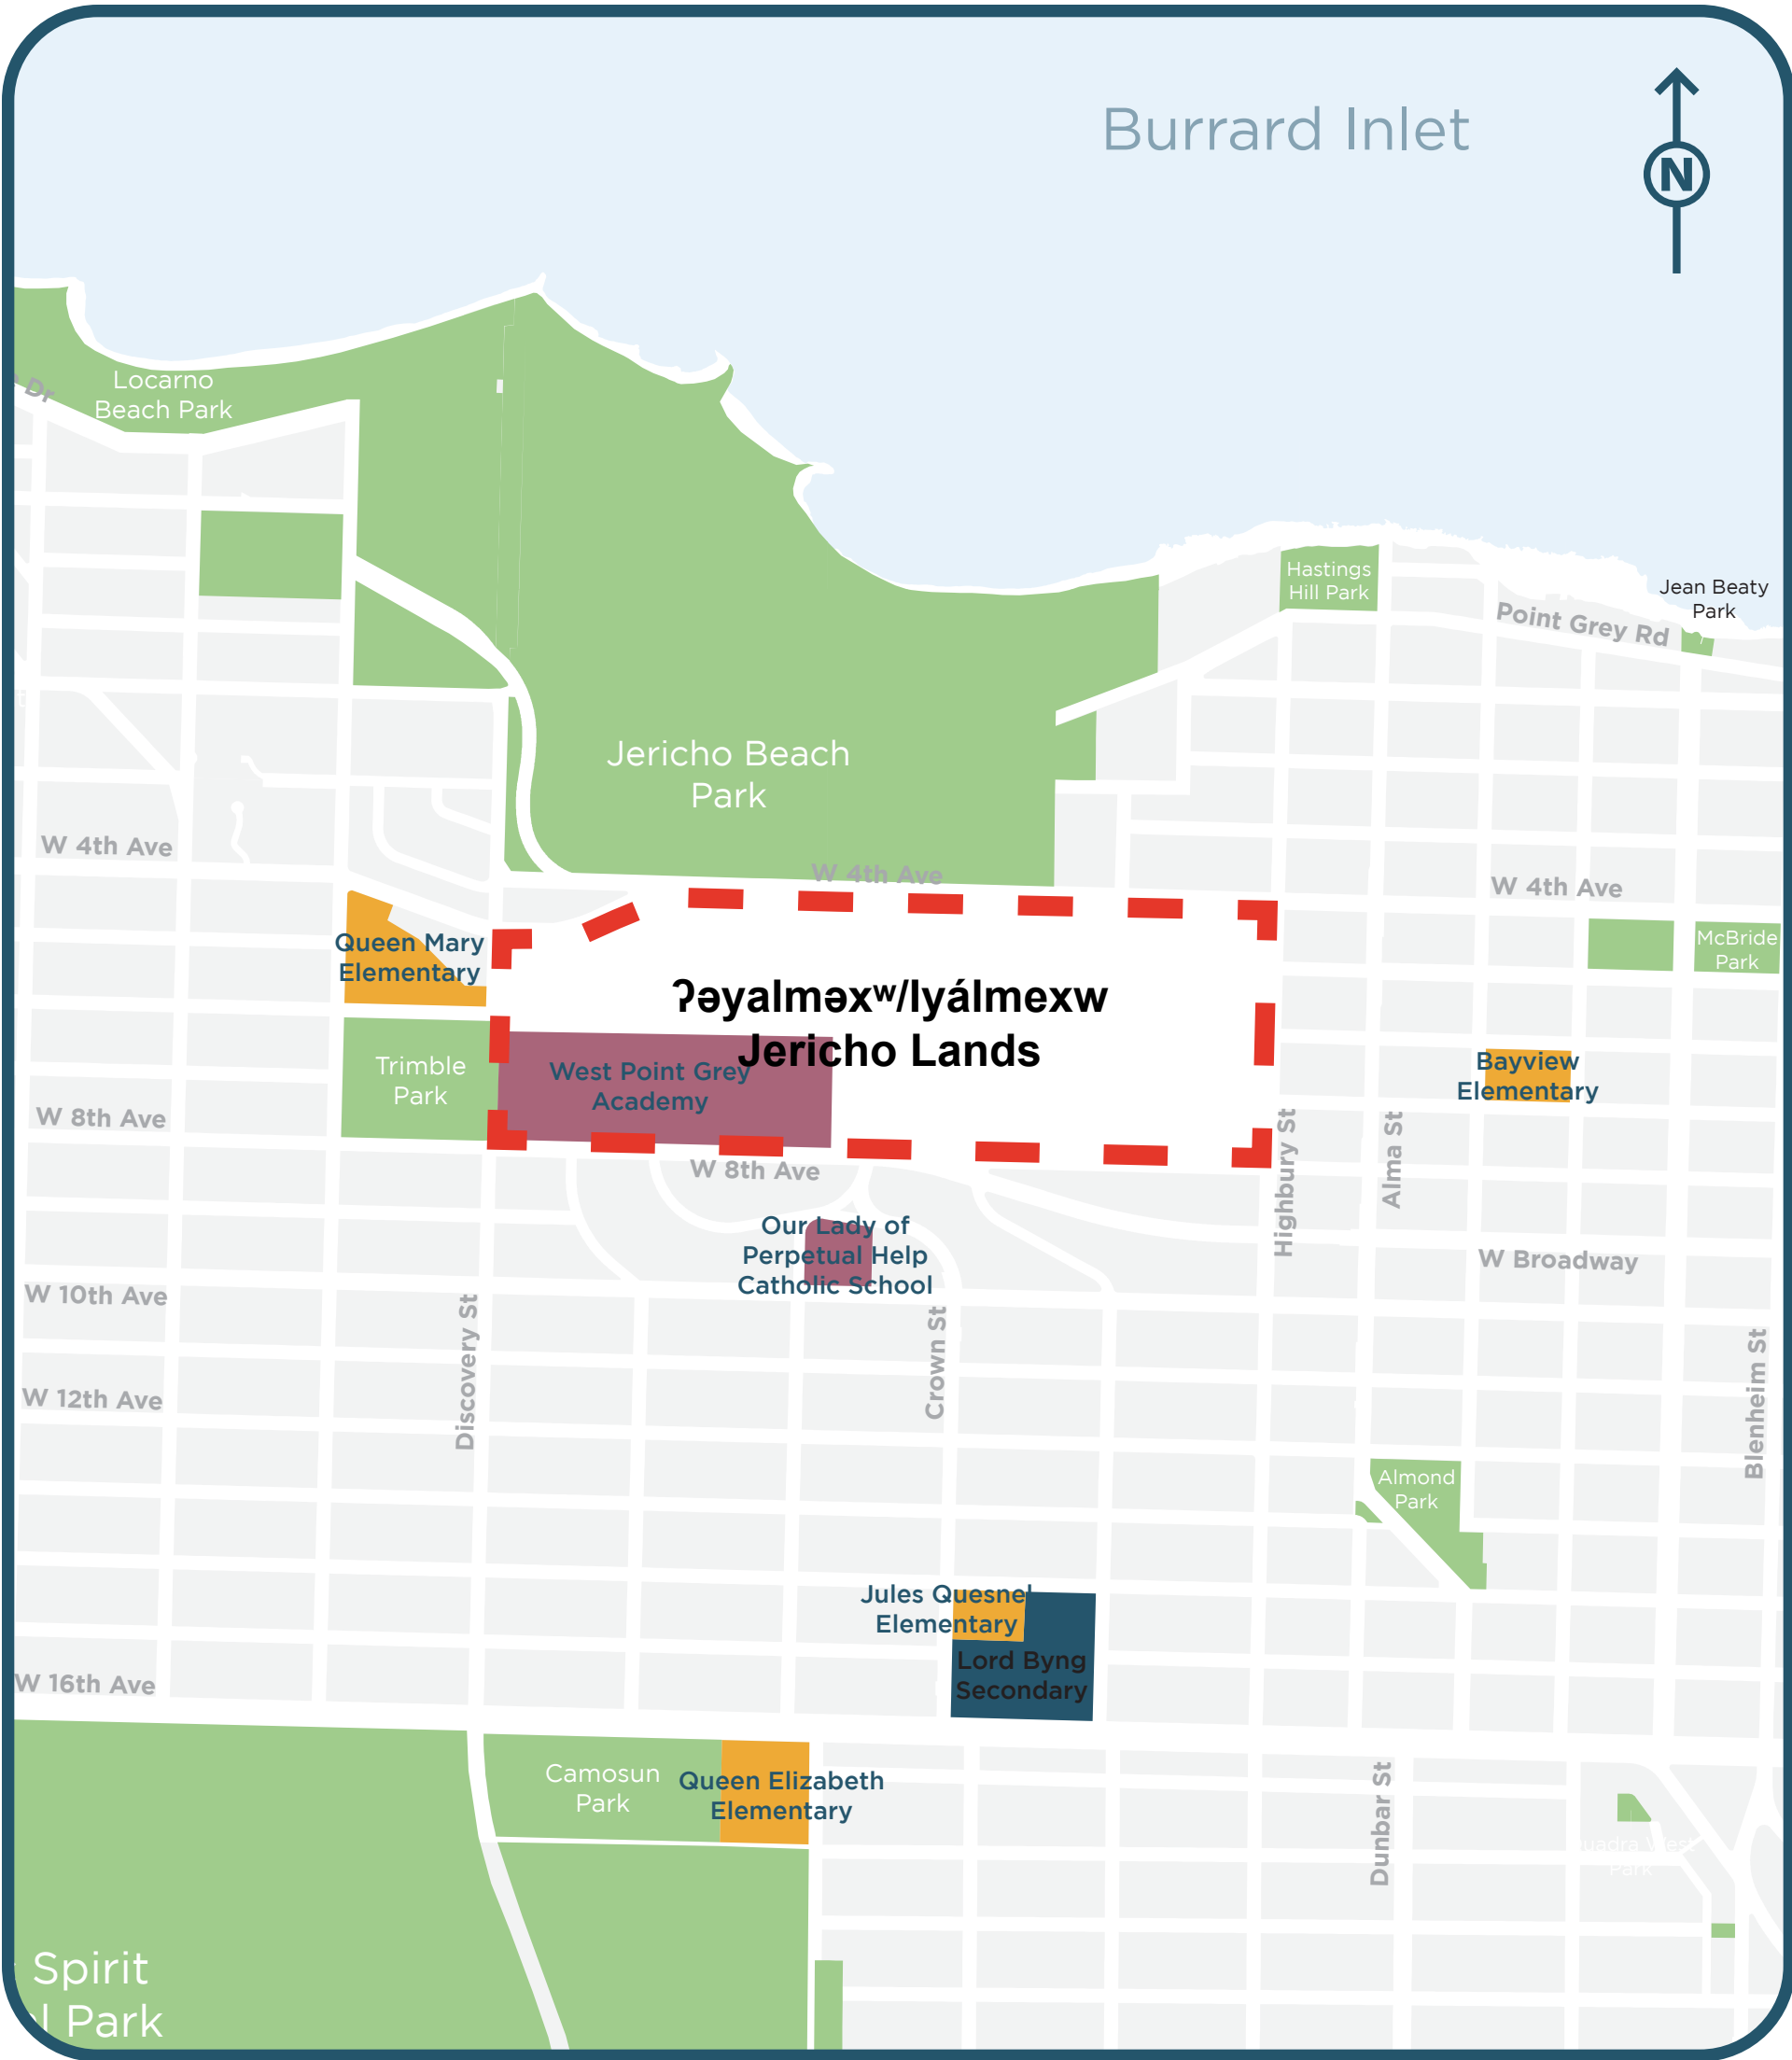 Burrard Inlet
N
Locarno
Beach Park
Dr
Hastings
Hill Park
Jean Beaty
Park
Point Grey Rd
Jericho Beach
Park
W 4th Ave
W 4th Ave
W 4th Ave
McBride
Park
Queen Mary
Elementary
ʔəyalməxʷ/Iyálmexw
Jericho Lands
Trimble
Park
West Point Grey
Academy
Bayview
Elementary
W 8th Ave
W 8th Ave
Highbury St
Alma St
Our Lady of
Perpetual Help
Catholic School
W Broadway
W 10th Ave
Discovery St
Crown St
Blenheim St
W 12th Ave
Almond
Park
Jules Quesnel
Elementary
Lord Byng
Secondary
W 16th Ave
Camosun
Park
Queen Elizabeth
Elementary
Dunbar St
West
Park
Spirit
Park